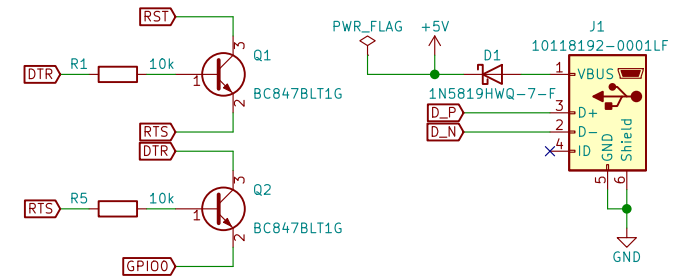 RST
R1
10k
DTR
3
Q1
1
BC847BLT1G
2
RTS
DTR
R5
10k
RTS
3
Q2
1
BC847BLT1G
2
GPIO0
PWR_FLAG
+5V
D1
1N5819HWQ-7-F
J1
10118192-0001LF
1
VBUS
D_P
3
D+
D_N
2
D-
4
ID
GND
Shield
5
6
GND